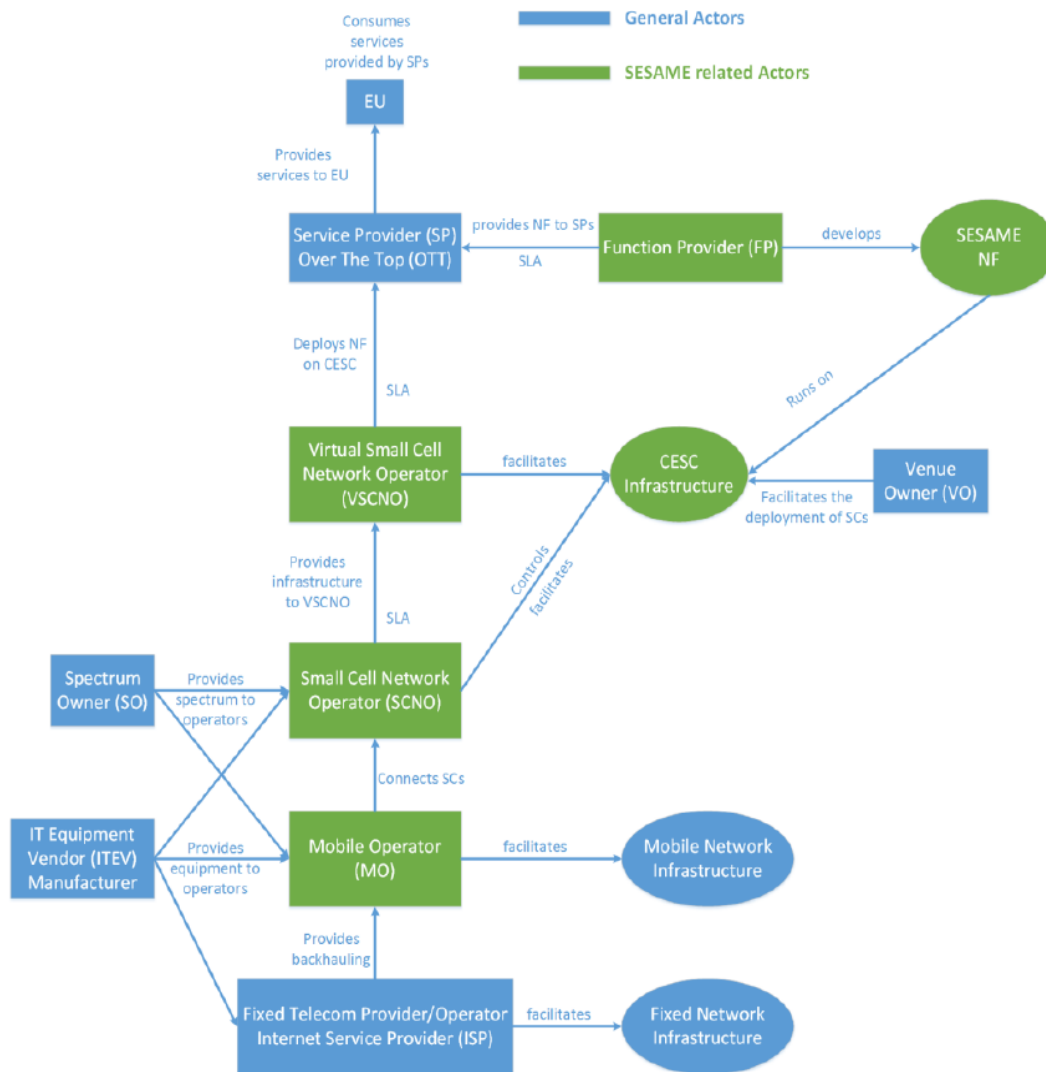 Consumes
services
provided by SPs
General Actors
SESAME related Actors
EU
Provides
services to EU
Service Provider (SP)
Over The Top (OTT)
provides NF to SPs
SLA
Function Provider (FP)
develops
SESAME
NF
Deploys NF
on CESC
SLA
Runs on
Virtual Small Cell
Network Operator
(VSCNO)
facilitates
CESC
Infrastructure
Venue
Owner (VO)
Facilitates the
deployment of SCs
Provides
infrastructure
to VSCNO
SLA
Controls
facilitates
Spectrum
Owner (SO)
Provides
spectrum to
operators
Small Cell Network
Operator (SCNO)
Connects SCs
IT Equipment
Vendor (ITEV)
Manufacturer
Provides
equipment to
operators
Mobile Operator
(MO)
facilitates
Mobile Network
Infrastructure
Provides
backhauling
Fixed Telecom Provider/Operator
Internet Service Provider (ISP)
facilitates
Fixed Network
Infrastructure